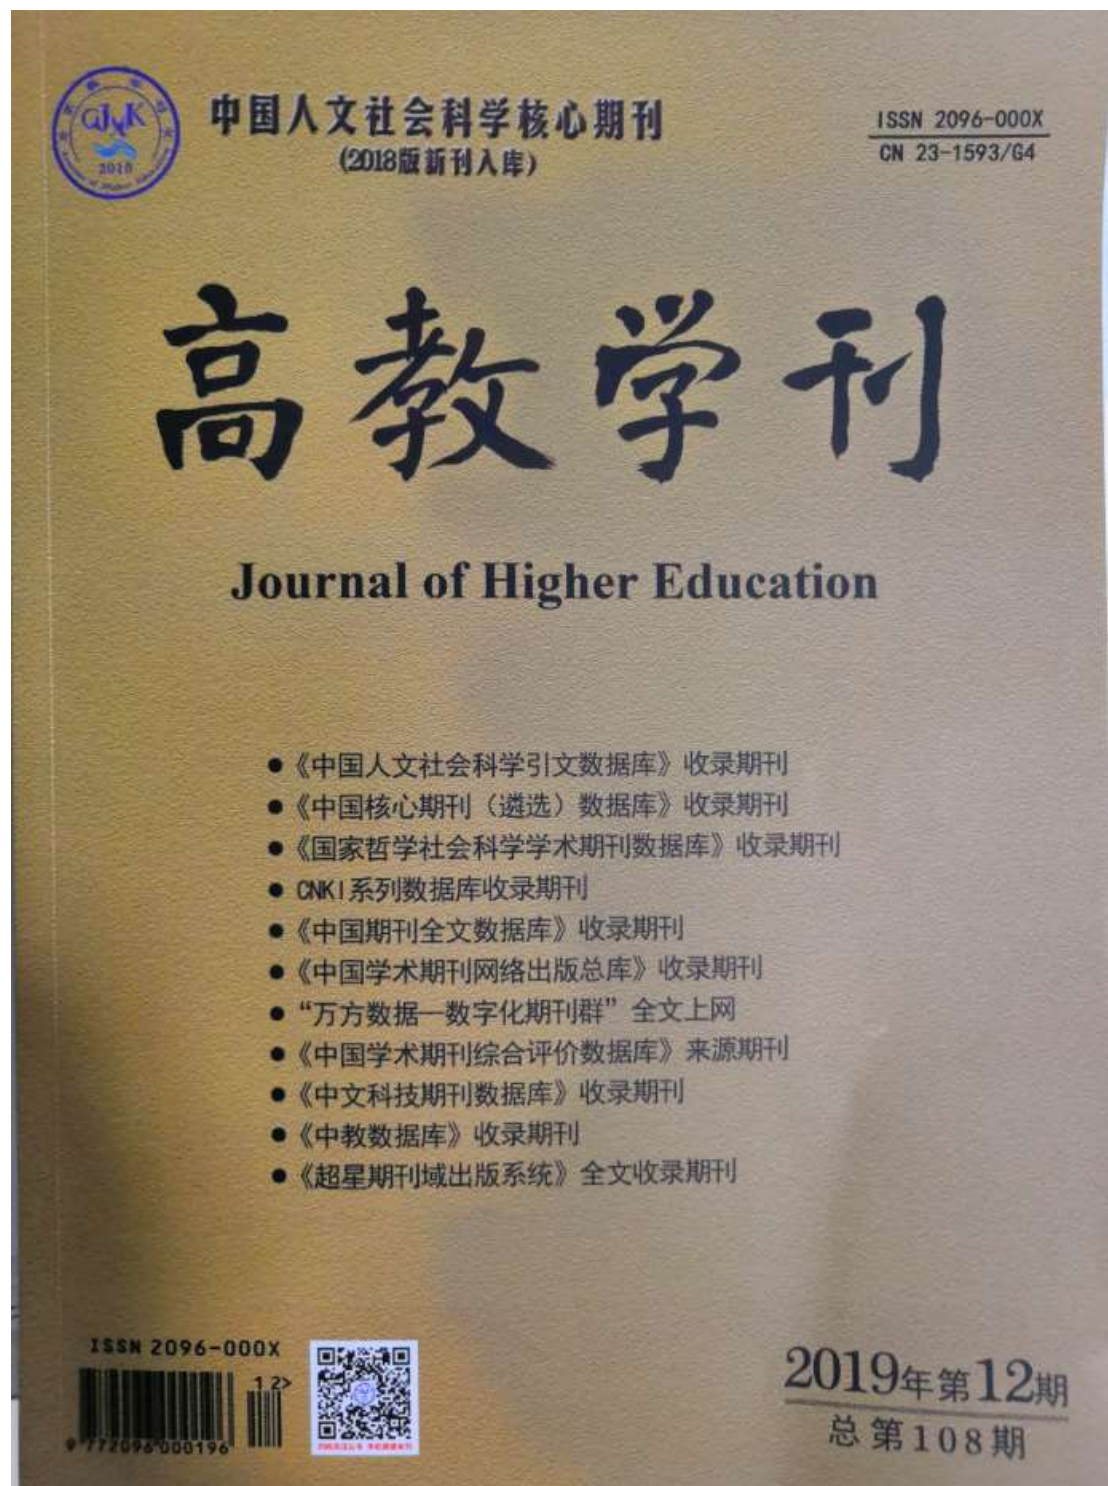 GJXK
2018
中国人文社会科学核心期刊
(2018版新刊入库)
ISSN 2096-000X
CN 23-1593/G4
高教学刊
Journal of Higher Education
●《中国人文社会科学引文数据库》收录期刊
●《中国核心期刊(遴选)数据库》收录期刊
●《国家哲学社会科学学术期刊数据库》收录期刊
● CNKI系列数据库收录期刊
●《中国期刊全文数据库》收录期刊
●《中国学术期刊网络出版总库》收录期刊
●“万方数据—数字化期刊群”全文上网
●《中国学术期刊综合评价数据库》来源期刊
●《中文科技期刊数据库》收录期刊
●《中教数据库》收录期刊
●《超星期刊域出版系统》全文收录期刊
ISSN 2096-000X
12>
9 772096 000196
2019年第12期
总第108期